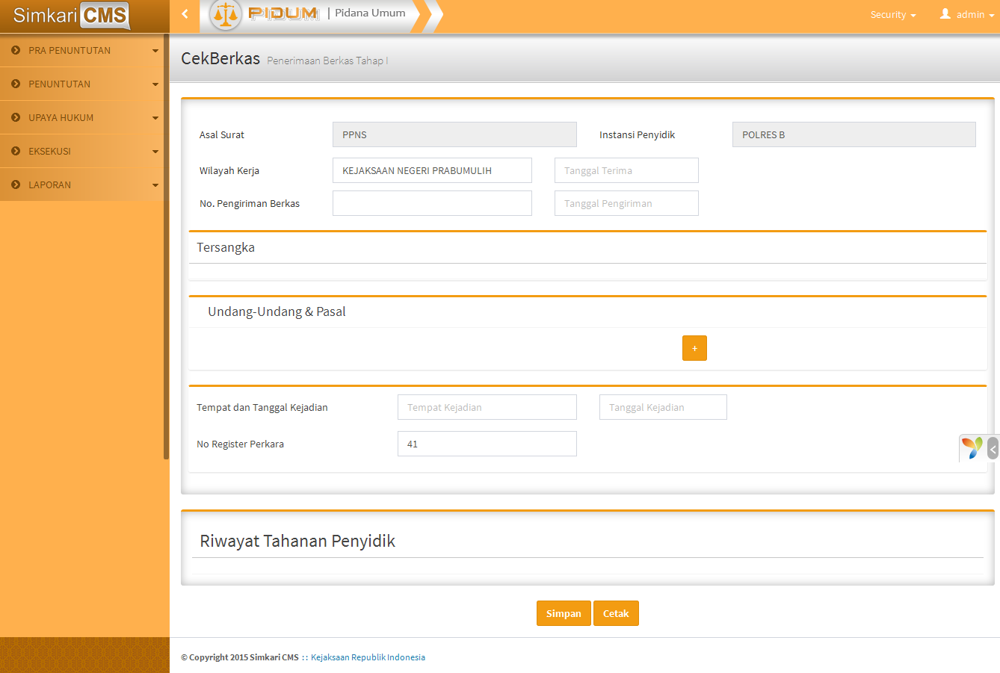 Simkari CMS
PIDUM | Pidana Umum
Security
admin
PRA PENUNTUTAN
PENUNTUTAN
UPAYA HUKUM
EKSEKUSI
LAPORAN
CekBerkas Penerimaan Berkas Tahap I
Asal Surat PPNS Instansi Penyidik POLRES B
Wilayah Kerja KEJAKSAAN NEGERI PRABUMULIH Tanggal Terima
No. Pengiriman Berkas Tanggal Pengiriman
Tersangka
Undang-Undang & Pasal
+
Tempat dan Tanggal Kejadian Tempat Kejadian Tanggal Kejadian
No Register Perkara 41
Riwayat Tahanan Penyidik
Simpan Cetak
© Copyright 2015 Simkari CMS :: Kejaksaan Republik Indonesia